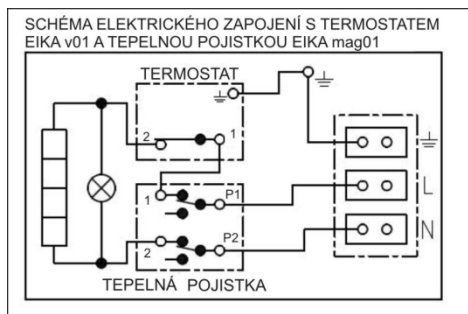 SCHÉMA ELEKTRICKÉHO ZAPOJENÍ S TERMOSTATEM
EIKA v01 A TEPELNOU POJISTKOU EIKA mag01
TERMOSTAT
2 1
1 P1
L
2 P2
N
TEPELNÁ POJISTKA